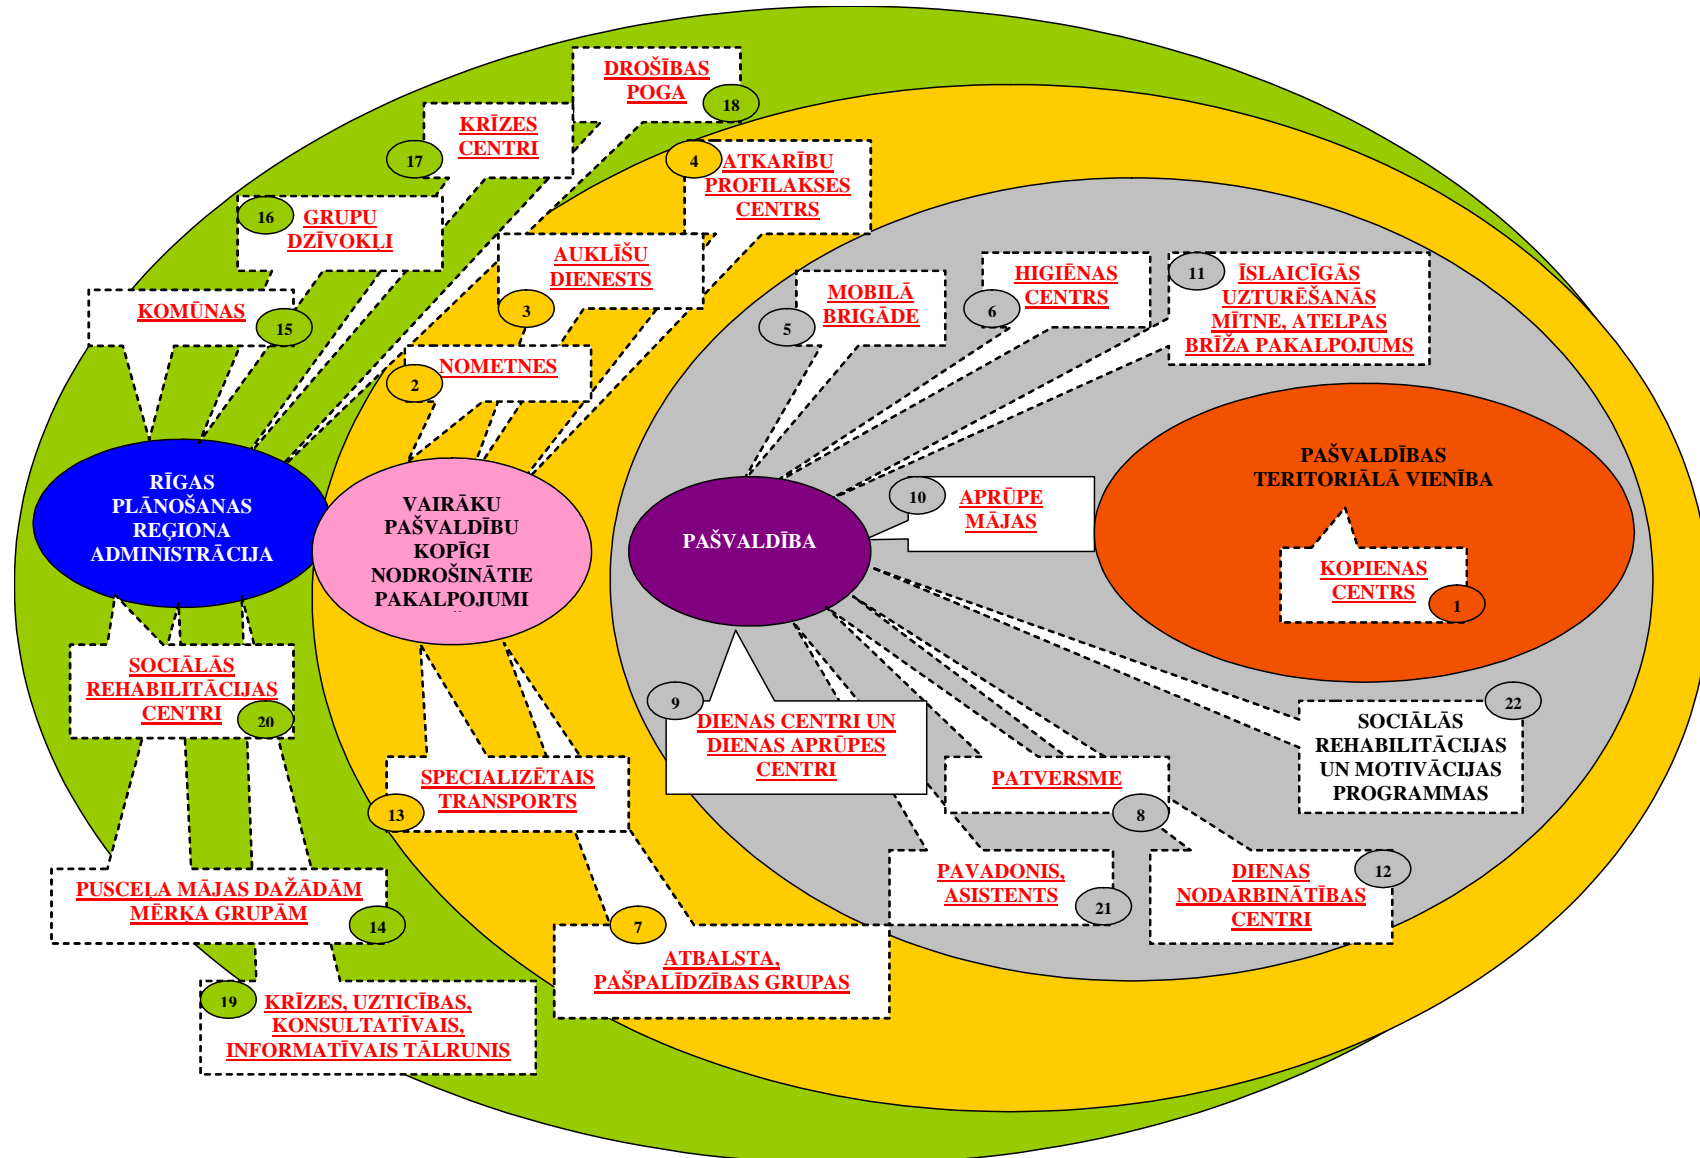 DROŠĪBAS
POGA
18
KRĪZES
CENTRI
17
4
ATKARĪBU
PROFILAKSES
CENTRS
16
GRUPU
DZĪVOKĻI
AUKLĪŠU
DIENESTS
3
KOMŪNAS
15
NOMETNES
2
MOBILĀ
BRIGĀDE
5
HIGIĒNAS
CENTRS
6
11
ĪSLAICĪGĀS
UZTURĒŠANĀS
MĪTNE, ATELPAS
BRĪŽA PAKALPOJUMS
RĪGAS
PLĀNOŠANAS
REĢIONA
ADMINISTRĀCIJA
VAIRĀKU
PAŠVALDĪBU
KOPĪGI
NODROŠINĀTIE
PAKALPOJUMI
PAŠVALDĪBA
10
APRŪPE
MĀJAS
PAŠVALDĪBAS
TERITORIĀLĀ VIENĪBA
KOPIENAS
CENTRS
1
SOCIĀLĀS
REHABILITĀCIJAS
CENTRI
20
9
DIENAS CENTRI UN
DIENAS APRŪPES
CENTRI
22
SOCIĀLĀS
REHABILITĀCIJAS
UN MOTIVĀCIJAS
PROGRAMMAS
SPECIALIZĒTAIS
TRANSPORTS
13
PATVERSME
8
PUSCEĻA MĀJAS DAŽĀDĀM
MĒRĶA GRUPĀM
14
PAVADONIS,
ASISTENTS
21
DIENAS
NODARBINĀTĪBAS
CENTRI
12
7
ATBALSTA,
PAŠPALĪDZĪBAS GRUPAS
19
KRĪZES, UZTICĪBAS,
KONSULTATĪVAIS,
INFORMATĪVAIS TĀLRUNIS